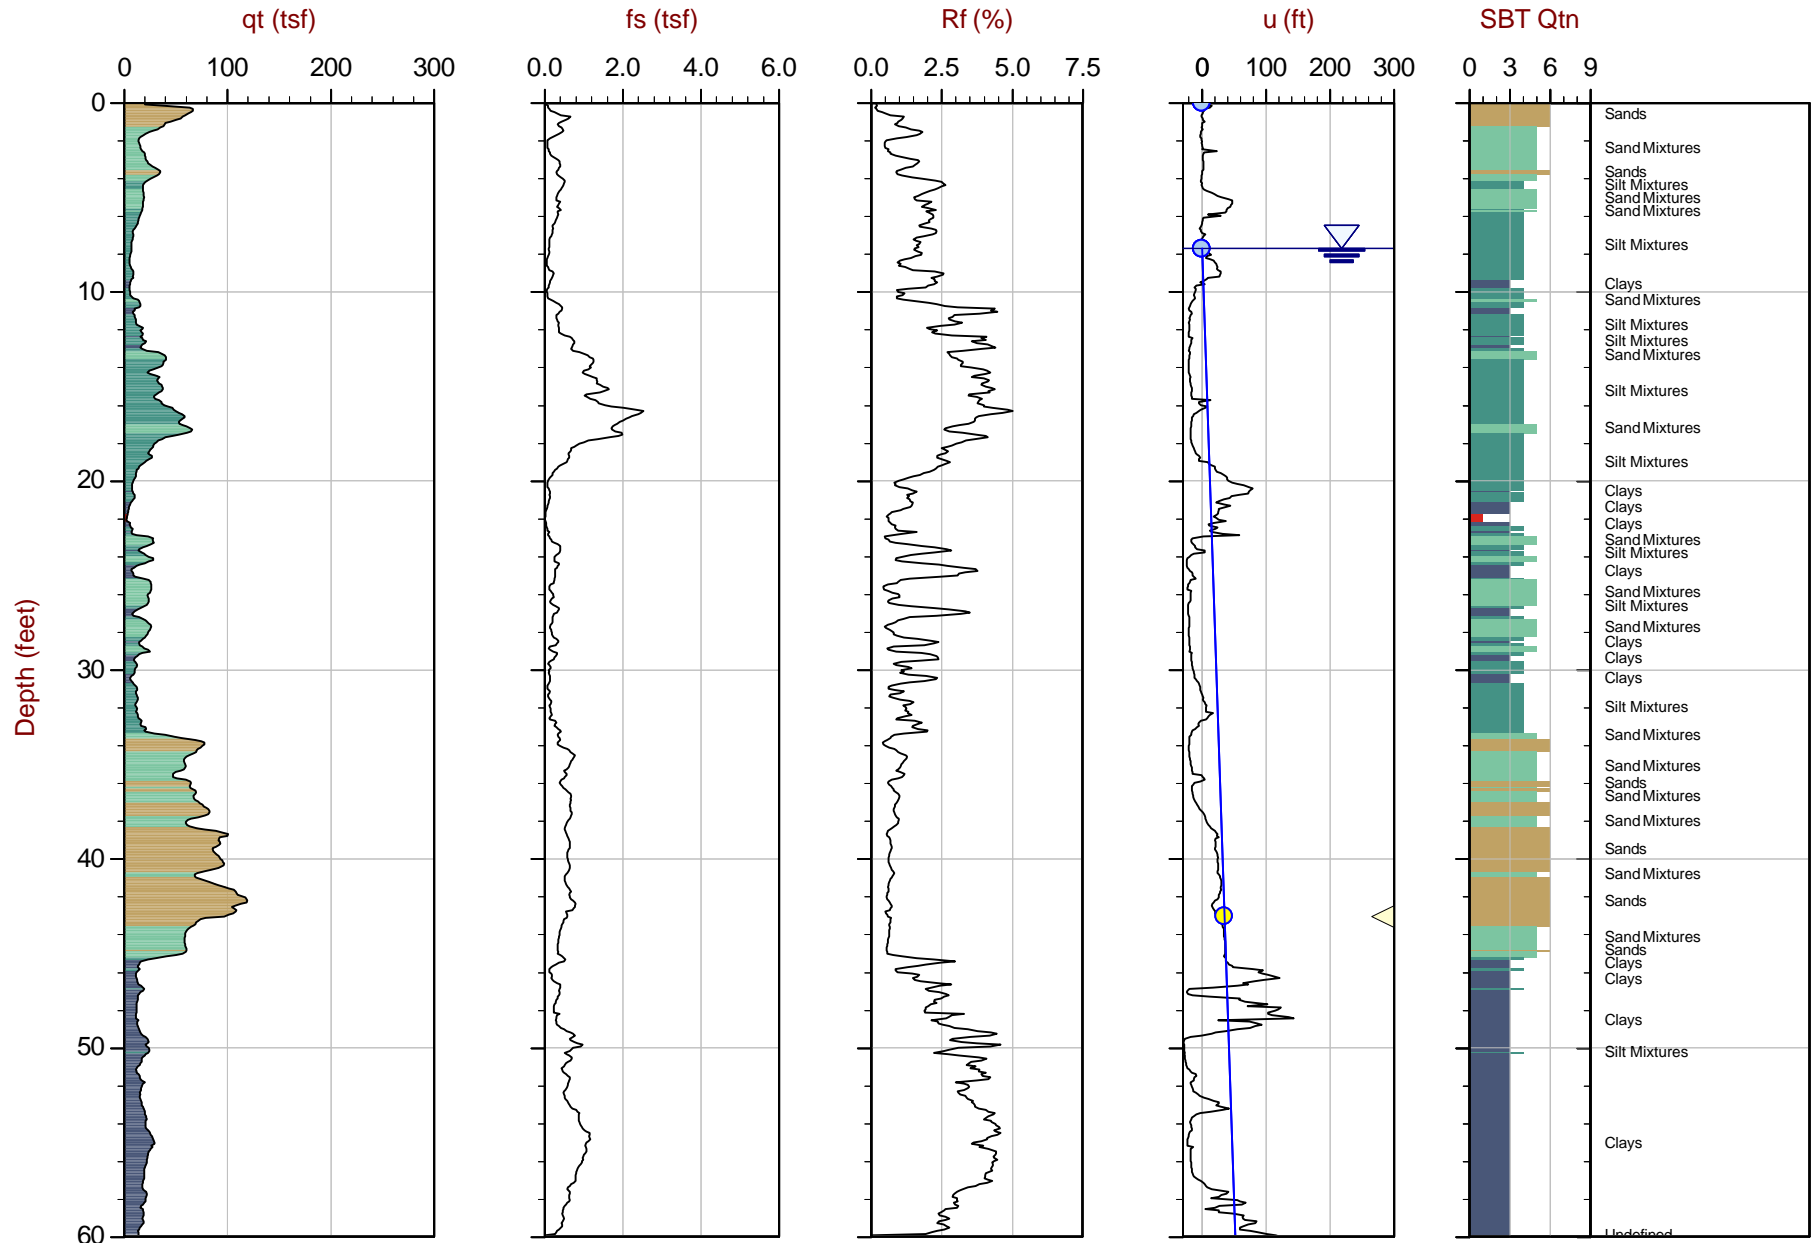 qt (tsf) fs (tsf) Rf (%) u (ft) SBT Qtn
0 100 200 300 0.0 2.0 4.0 6.0 0.0 2.5 5.0 7.5 0 100 200 300 0 3 6 9
0
10
20
30
40
50
60
Depth (feet)
Sands
Sand Mixtures
Sands
Silt Mixtures
Sand Mixtures
Sand Mixtures
Silt Mixtures
Clays
Sand Mixtures
Silt Mixtures
Silt Mixtures
Sand Mixtures
Silt Mixtures
Sand Mixtures
Silt Mixtures
Clays
Clays
Clays
Sand Mixtures
Silt Mixtures
Clays
Sand Mixtures
Silt Mixtures
Sand Mixtures
Clays
Clays
Clays
Silt Mixtures
Sand Mixtures
Sand Mixtures
Sands
Sand Mixtures
Sand Mixtures
Sands
Sand Mixtures
Sands
Sand Mixtures
Sands
Clays
Clays
Clays
Silt Mixtures
Clays
Undefined